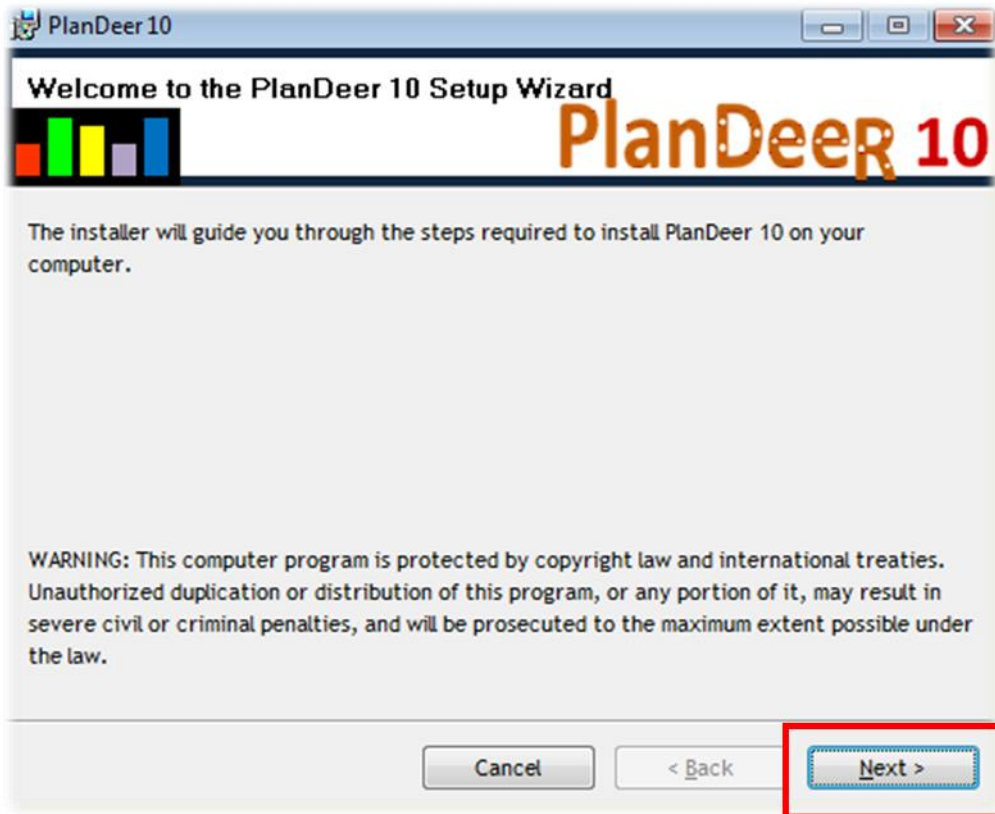 PlanDeer 10
Welcome to the PlanDeer 10 Setup Wizard
PlanDeeR 10
The installer will guide you through the steps required to install PlanDeer 10 on your
computer.
WARNING: This computer program is protected by copyright law and international treaties.
Unauthorized duplication or distribution of this program, or any portion of it, may result in
severe civil or criminal penalties, and will be prosecuted to the maximum extent possible under
the law.
Cancel < Back Next >